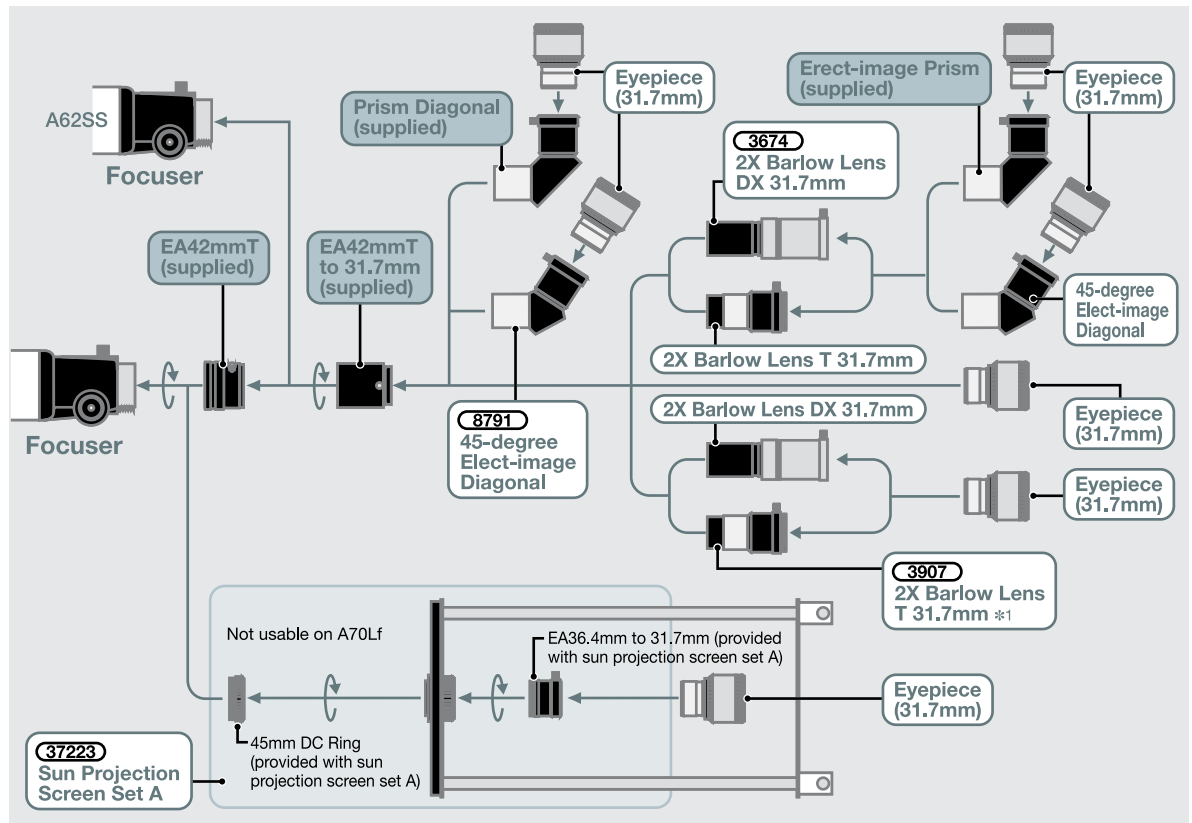 A62SS
Focuser
EA42mmT
(supplied)
EA42mmT
to 31.7mm
(supplied)
Prism Diagonal
(supplied)
Eyepiece
(31.7mm)
3674
2X Barlow Lens
DX 31.7mm
Erect-image Prism
(supplied)
Eyepiece
(31.7mm)
45-degree
Elect-image
Diagonal
2X Barlow Lens T 31.7mm
Focuser
8791
45-degree
Elect-image
Diagonal
2X Barlow Lens DX 31.7mm
Eyepiece
(31.7mm)
Eyepiece
(31.7mm)
3907
2X Barlow Lens
T 31.7mm *1
Not usable on A70Lf
EA36.4mm to 31.7mm (provided
with sun projection screen set A)
Eyepiece
(31.7mm)
45mm DC Ring
(provided with sun
projection screen set A)
37223
Sun Projection
Screen Set A